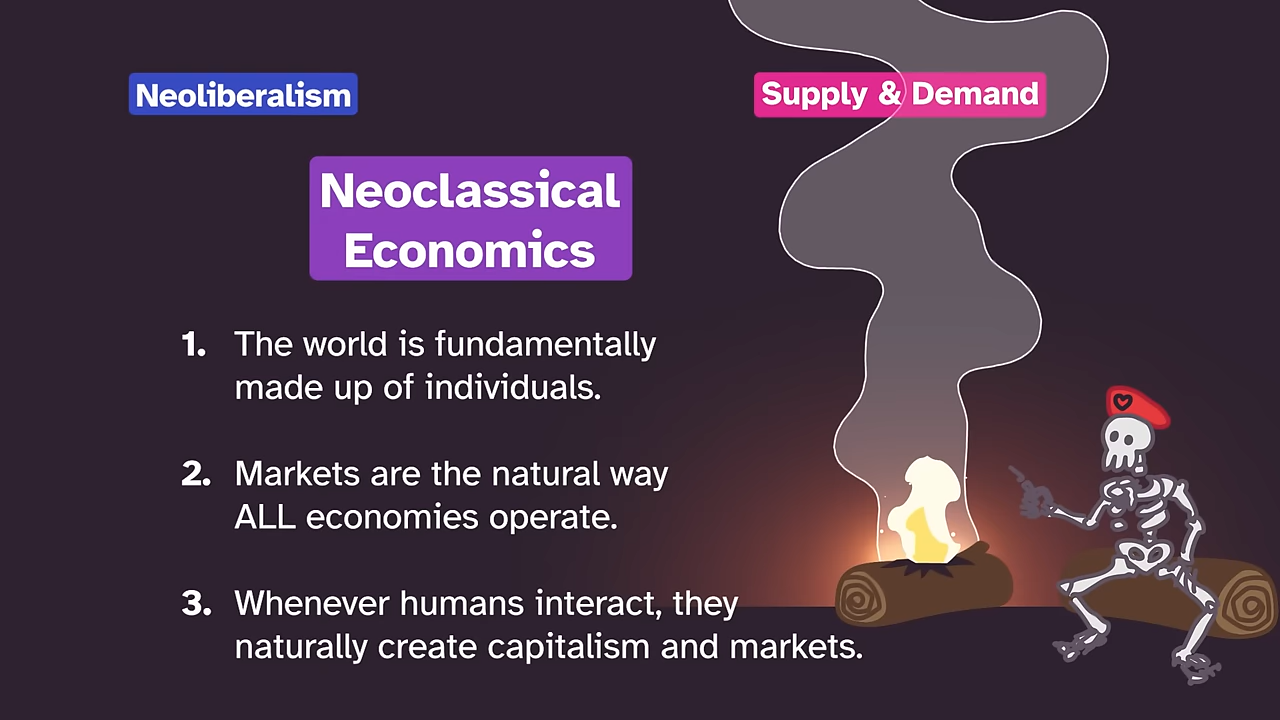 Neoliberalism
Supply & Demand
Neoclassical
Economics
1. The world is fundamentally
made up of individuals.
2. Markets are the natural way
ALL economies operate.
3. Whenever humans interact, they
naturally create capitalism and markets.